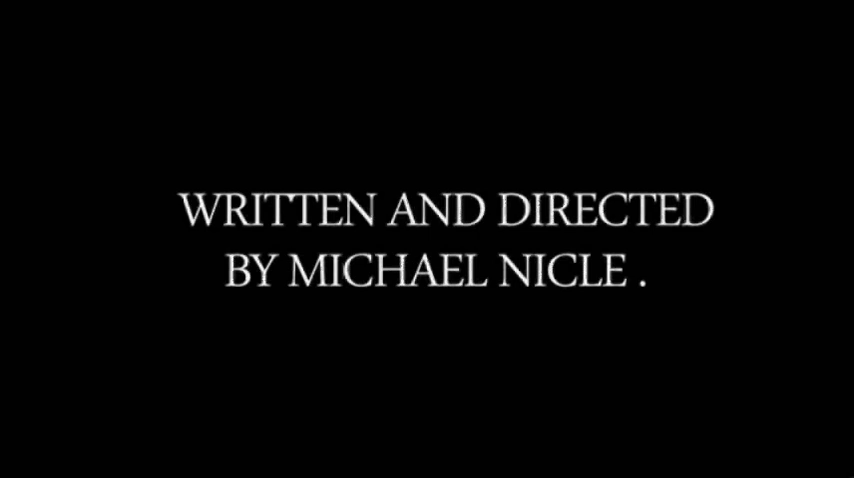 WRITTEN AND DIRECTED
BY MICHAEL NICLE .